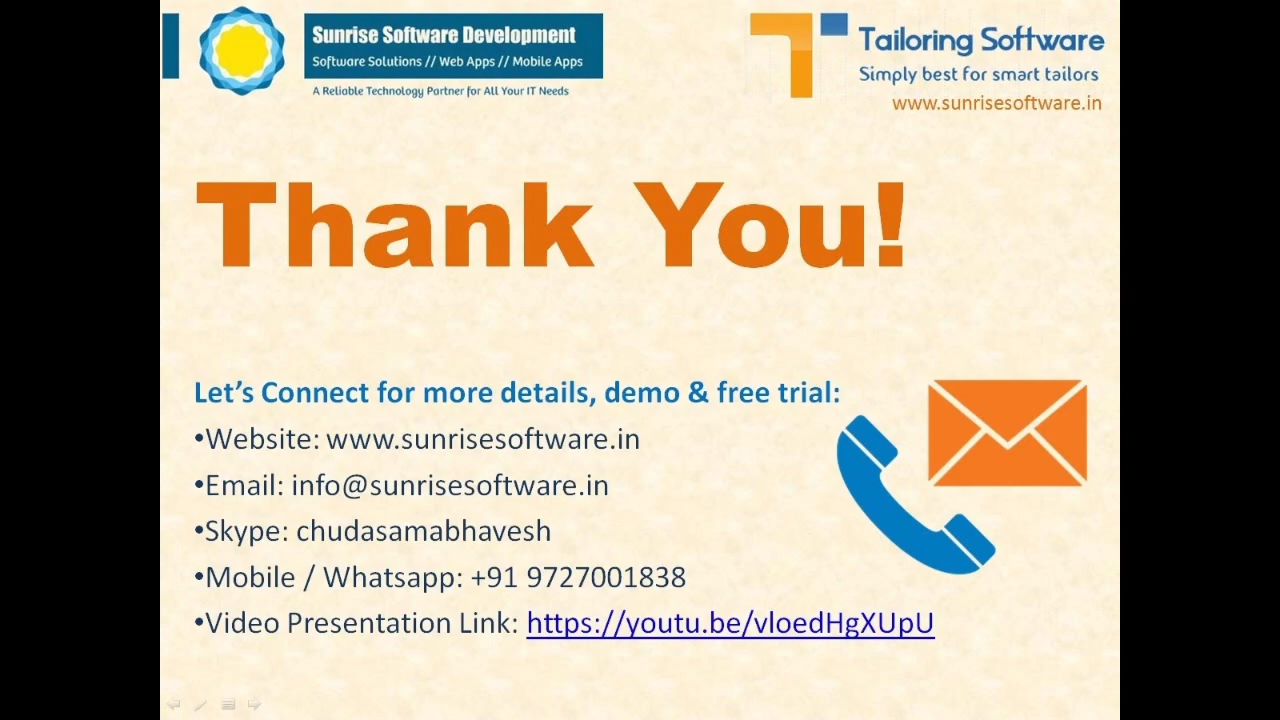 Sunrise Software Development
Software Solutions // Web Apps // Mobile Apps
A Reliable Technology Partner for All Your IT Needs
Tailoring Software
Simply best for smart tailors
www.sunrisesoftware.in
Thank You!
Let’s Connect for more details, demo & free trial:
•Website: www.sunrisesoftware.in
•Email: info@sunrisesoftware.in
•Skype: chudasamabhavesh
•Mobile / Whatsapp: +91 9727001838
•Video Presentation Link: https://youtu.be/vloedHgXUpU